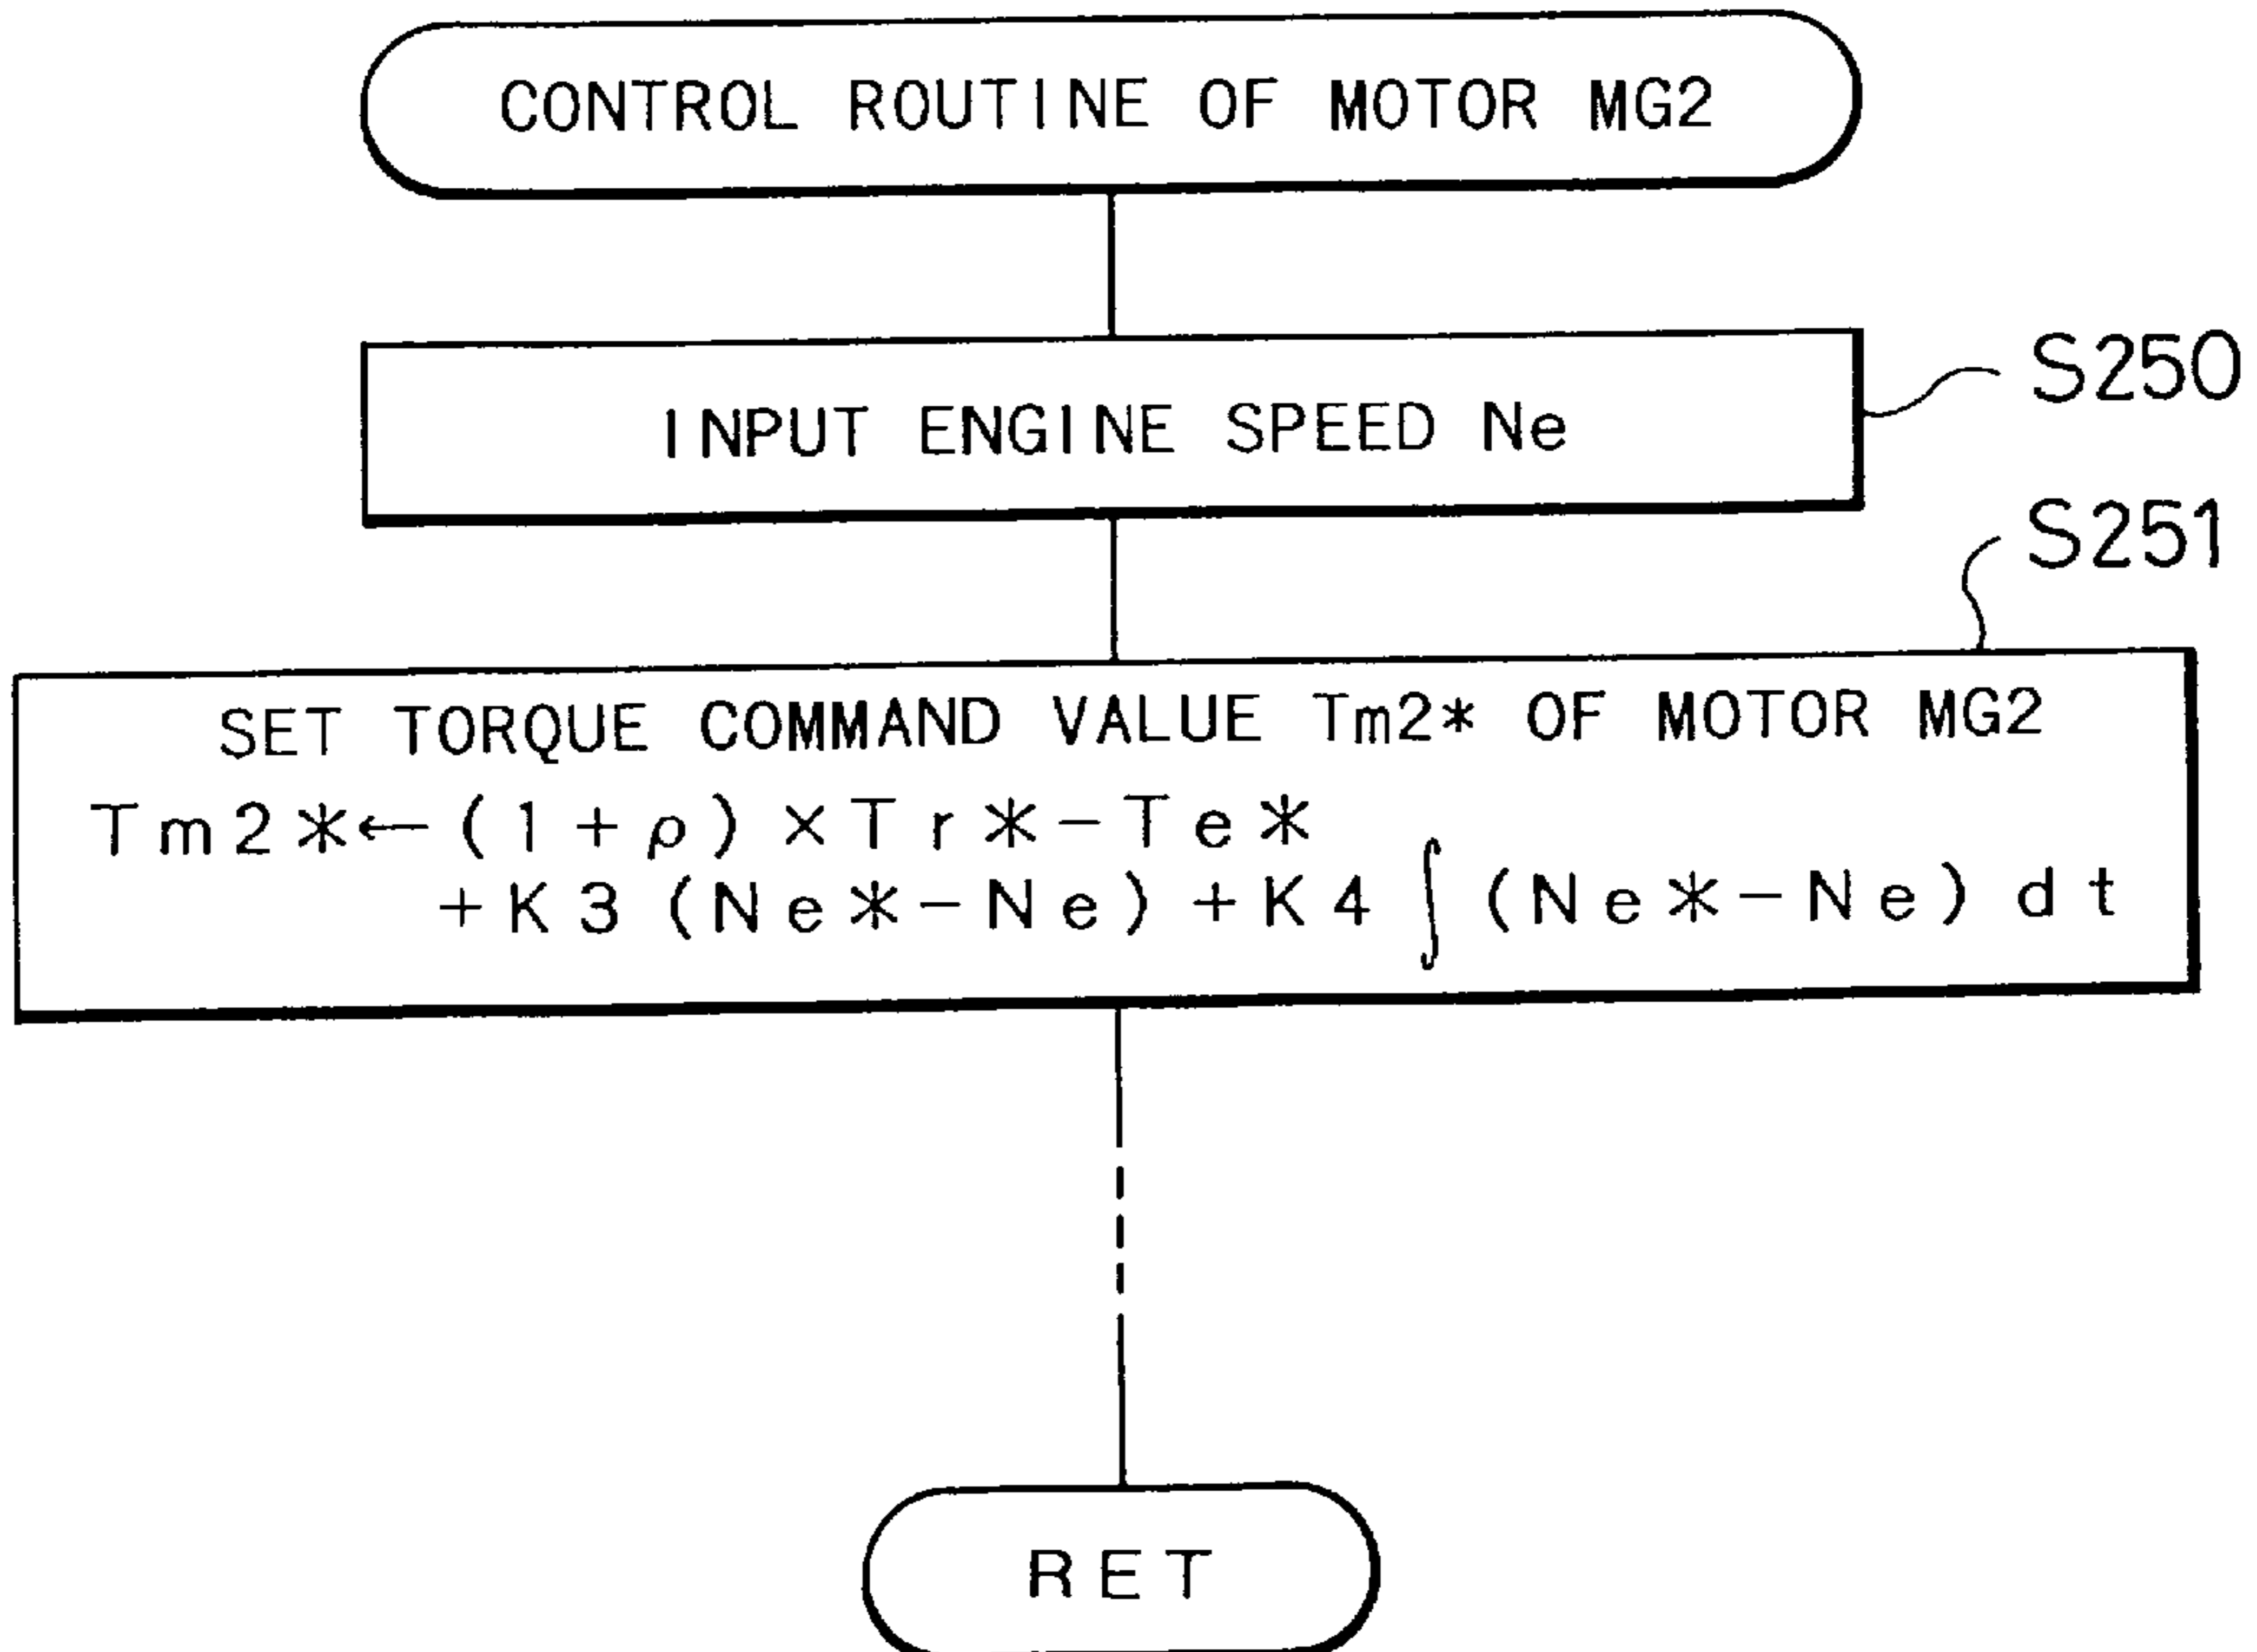 CONTROL ROUTINE OF MOTOR MG2
INPUT ENGINE SPEED Ne
S250
S251
SET TORQUE COMMAND VALUE Tm2* OF MOTOR MG2
Tm2*←(1+ρ)×Tr*−Te*
+K3(Ne*−Ne)+K4∫(Ne*−Ne)dt
RET